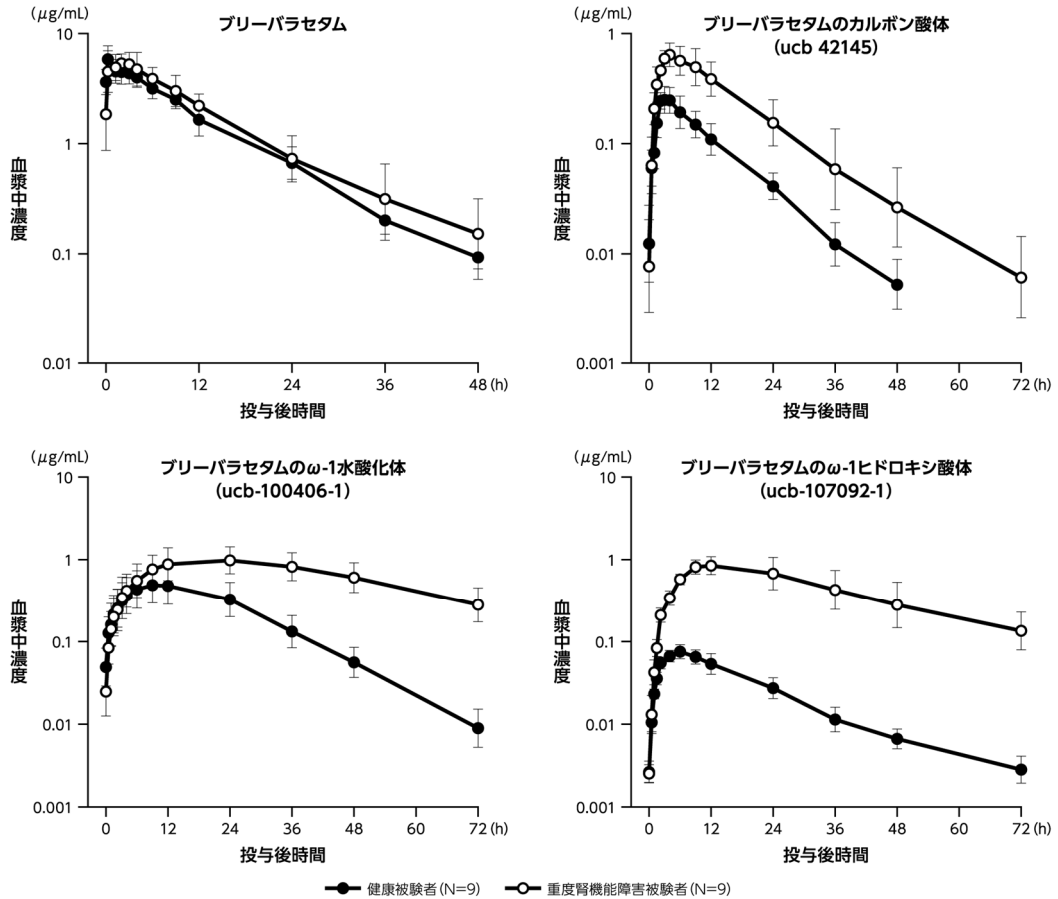 (μg/mL)
ブリーバラセタム
10
1
0.1
0.01
血漿中濃度
0
12
24
36
48 (h)
投与後時間
(μg/mL)
ブリーバラセタムのカルボン酸体
(ucb 42145)
1
0.1
0.01
0.001
血漿中濃度
0
12
24
36
48
60
72 (h)
投与後時間
(μg/mL)
ブリーバラセタムのω-1水酸化体
(ucb-100406-1)
10
1
0.1
0.01
0.001
血漿中濃度
0
12
24
36
48
60
72 (h)
投与後時間
(μg/mL)
ブリーバラセタムのω-1ヒドロキシ酸体
(ucb-107092-1)
10
1
0.1
0.01
0.001
血漿中濃度
0
12
24
36
48
60
72 (h)
投与後時間
健康被験者(N=9)
重度腎機能障害被験者(N=9)